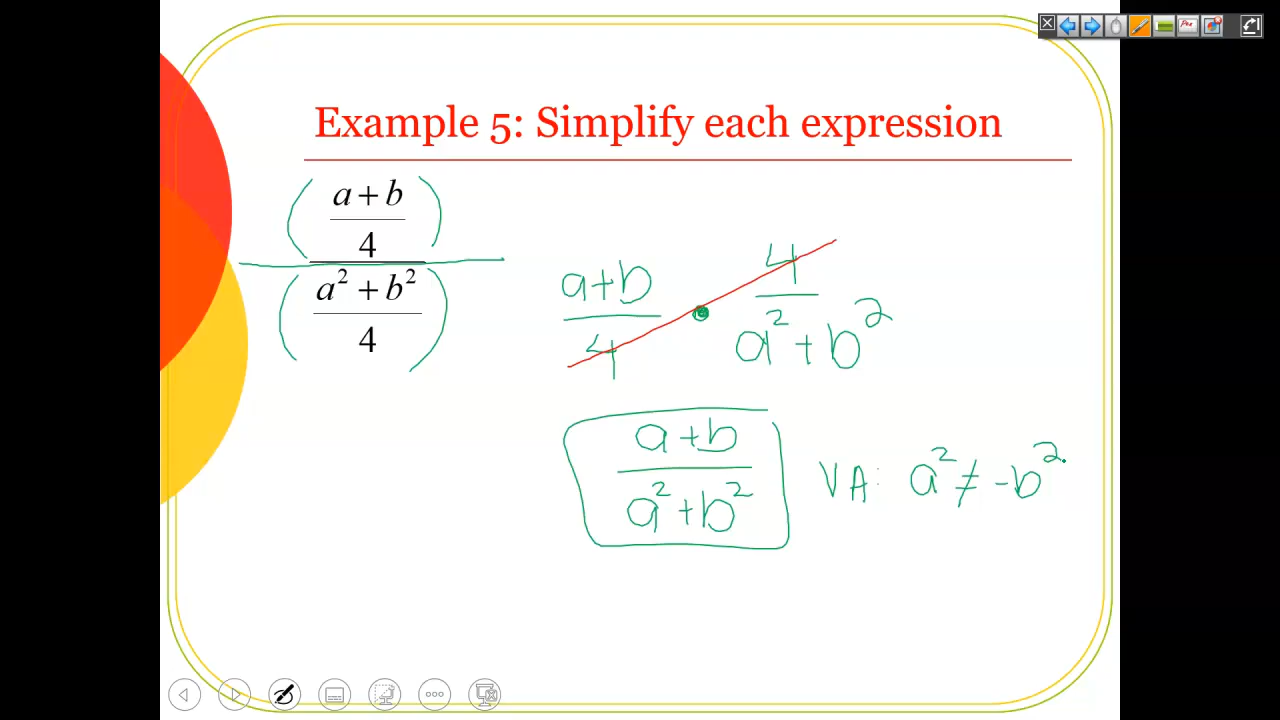 Example 5: Simplify each expression
(a + b / 4) / (a² + b² / 4)
a+b / 4 • 4 / a²+b²
a+b / a²+b² VA: a² ≠ -b²